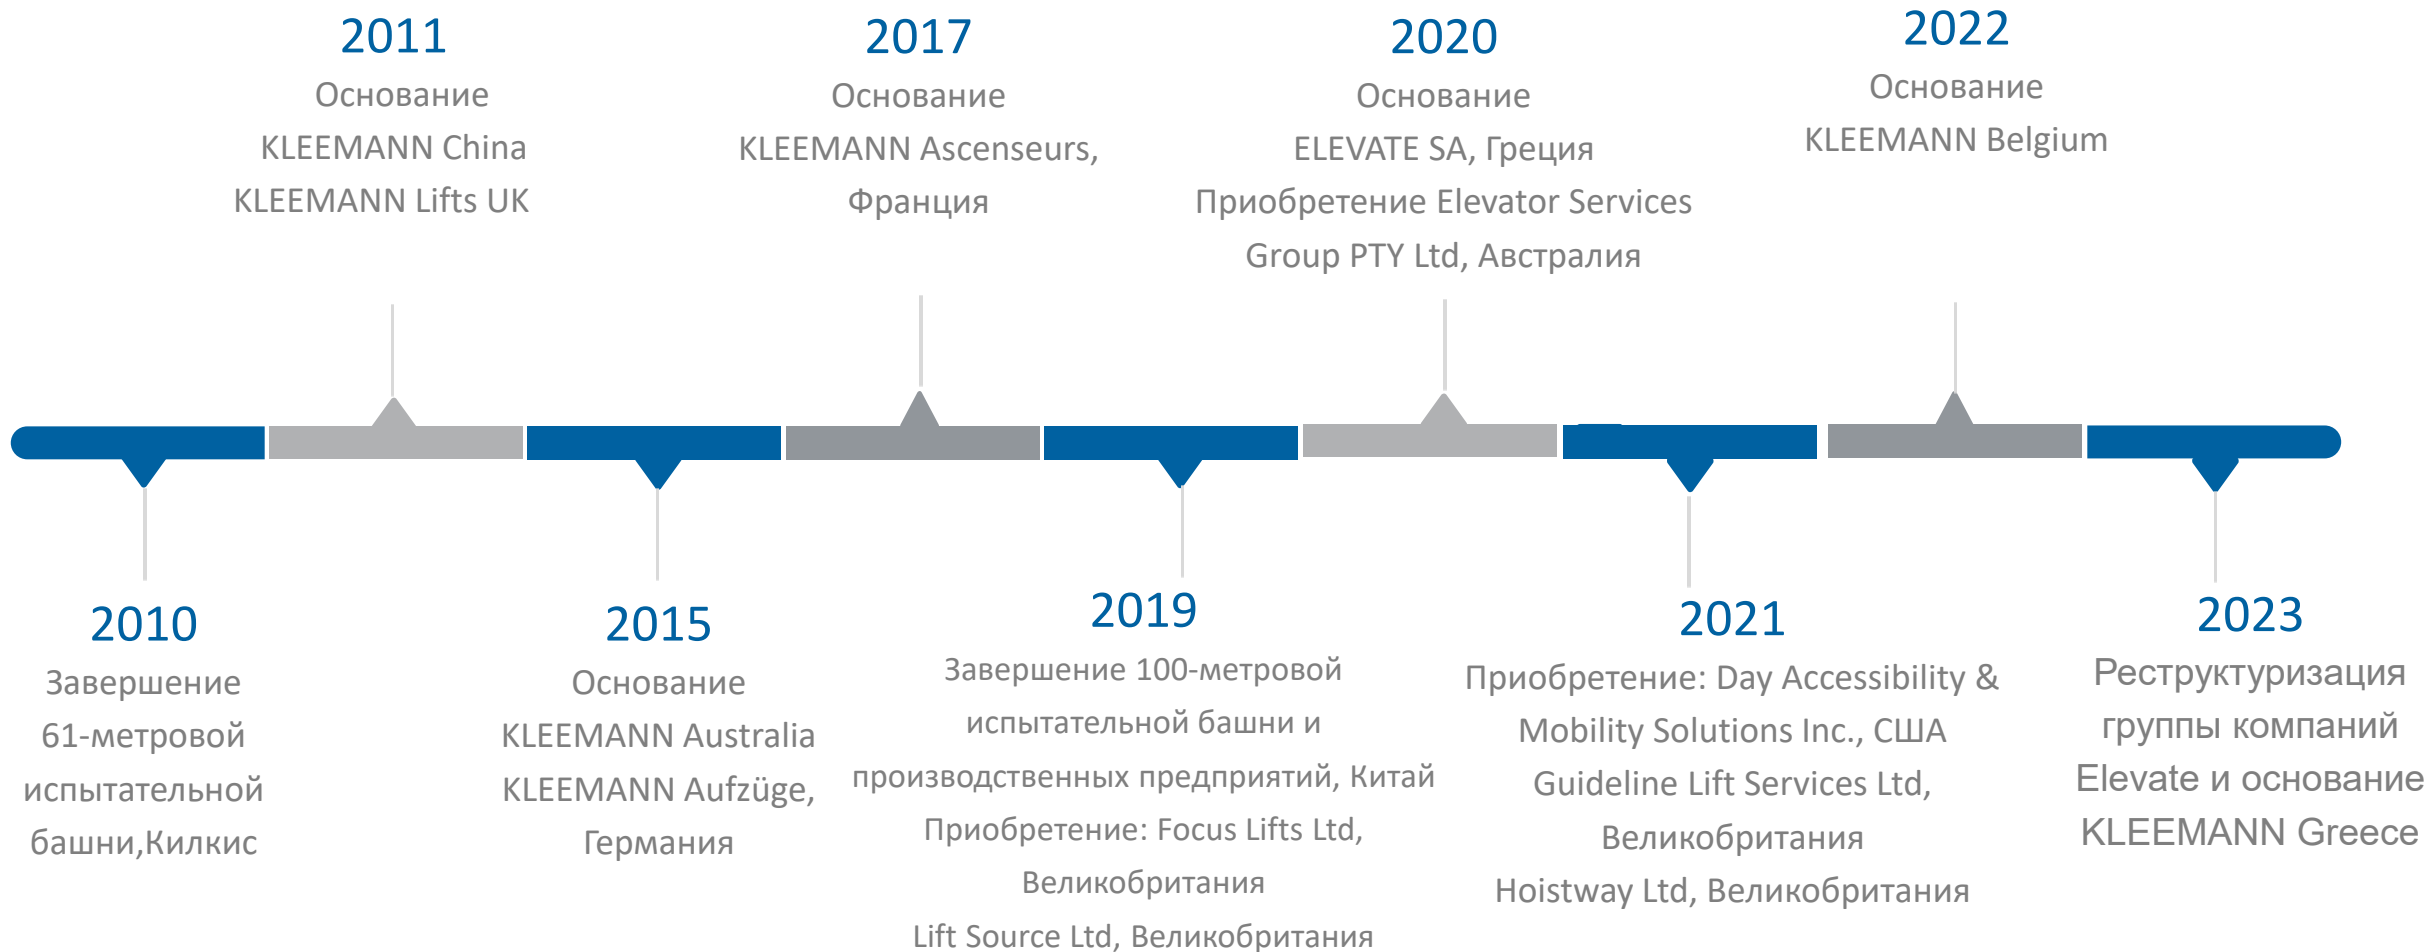 2011
Основание
KLEEMANN China
KLEEMANN Lifts UK
2017
Основание
KLEEMANN Ascenseurs,
Франция
2020
Основание
ELEVATE SA, Греция
Приобретение Elevator Services
Group PTY Ltd, Австралия
2022
Основание
KLEEMANN Belgium
2010
Завершение
61-метровой
испытательной
башни,Килкис
2015
Основание
KLEEMANN Australia
KLEEMANN Aufzüge,
Германия
2019
Завершение 100-метровой
испытательной башни и
производственных предприятий, Китай
Приобретение: Focus Lifts Ltd,
Великобритания
Lift Source Ltd, Великобритания
2021
Приобретение: Day Accessibility &
Mobility Solutions Inc., США
Guideline Lift Services Ltd,
Великобритания
Hoistway Ltd, Великобритания
2023
Реструктуризация
группы компаний
Elevate и основание
KLEEMANN Greece